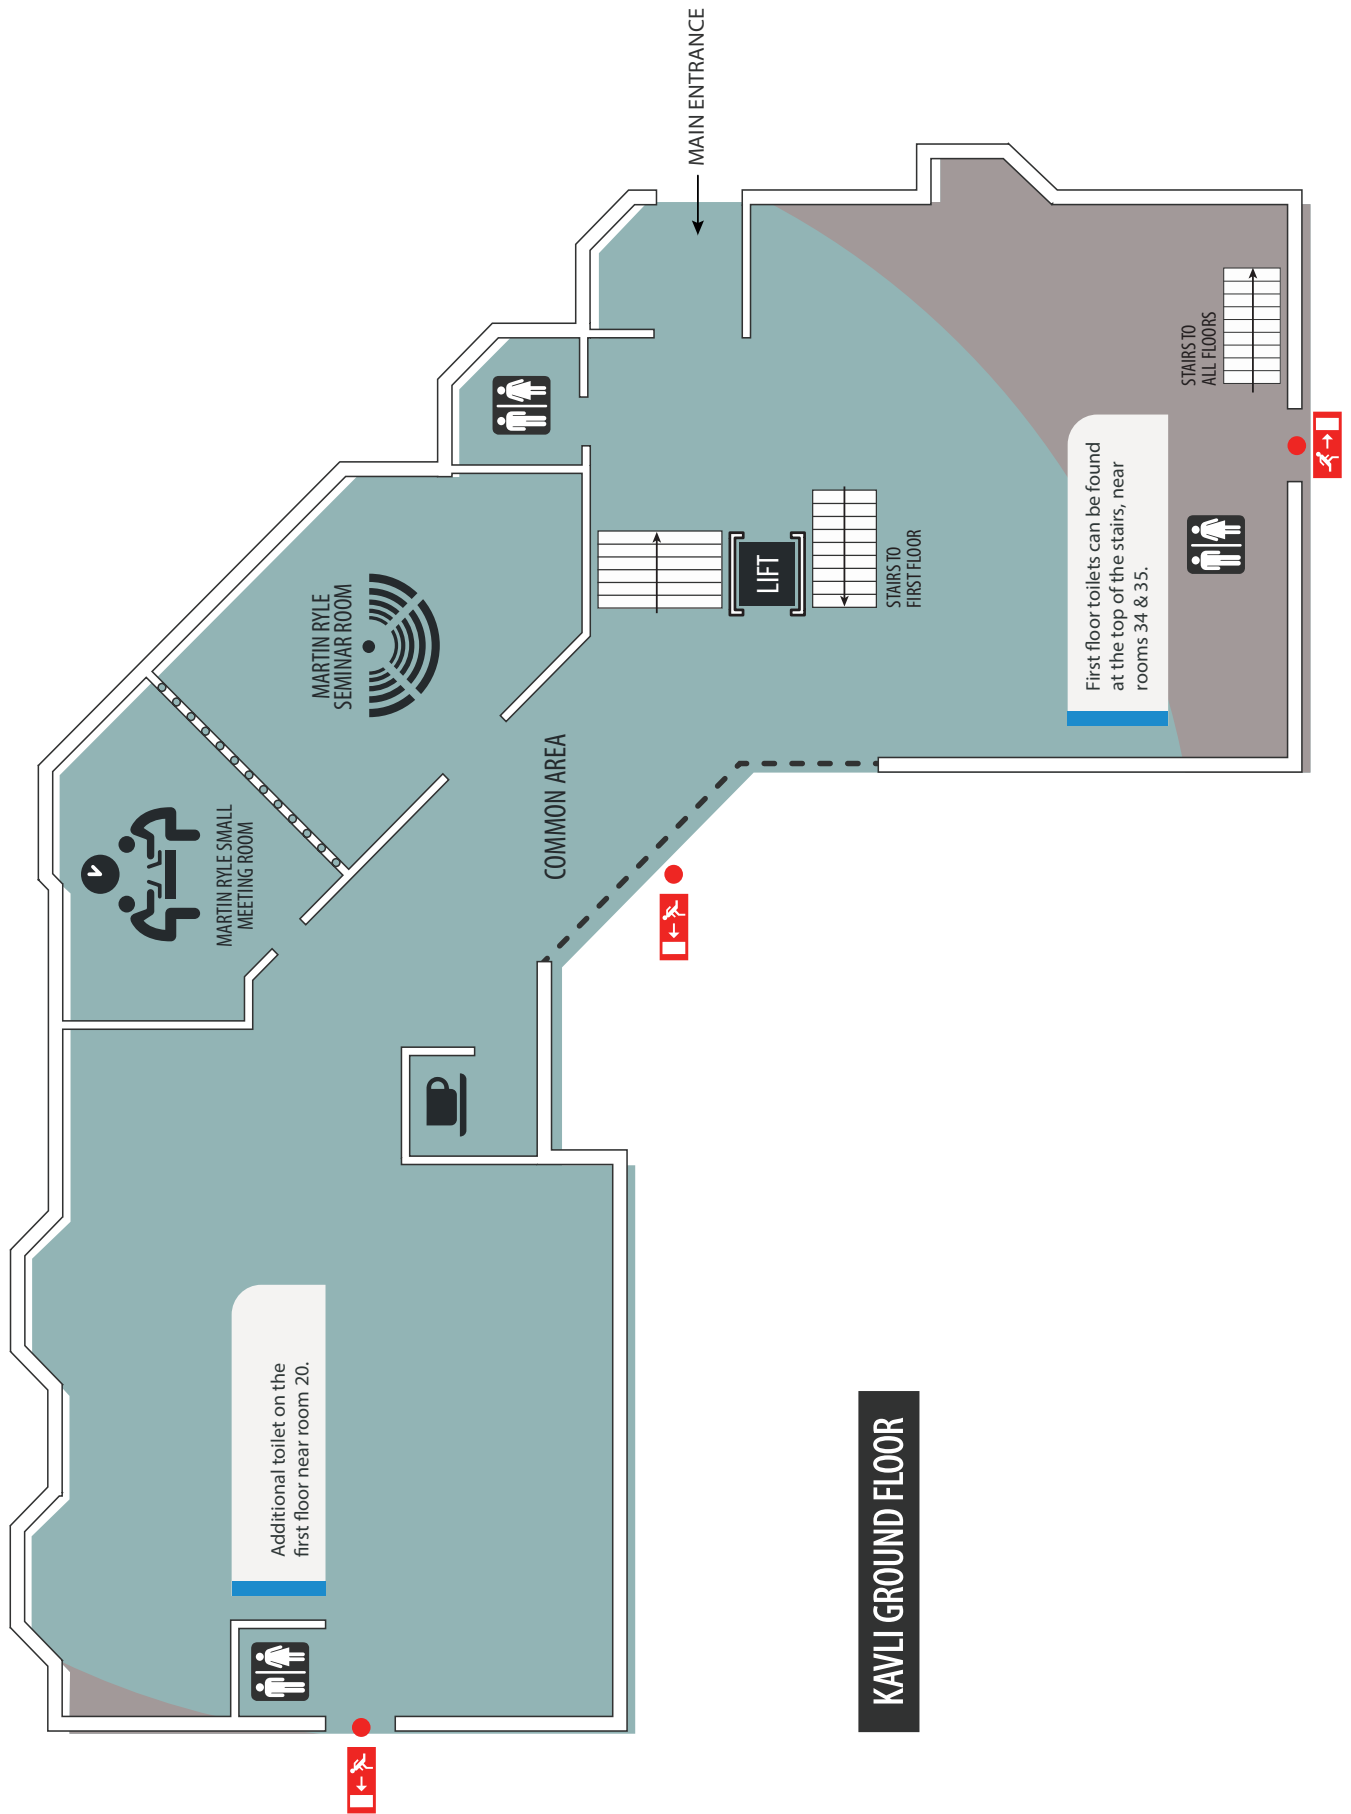 MAIN ENTRANCE
MARTIN RYLE
SEMINAR ROOM
MARTIN RYLE SMALL
MEETING ROOM
COMMON AREA
LIFT
STAIRS TO
FIRST FLOOR
STAIRS TO
ALL FLOORS
First floor toilets can be found
at the top of the stairs, near
rooms 34 & 35.
Additional toilet on the
first floor near room 20.
KAVLI GROUND FLOOR